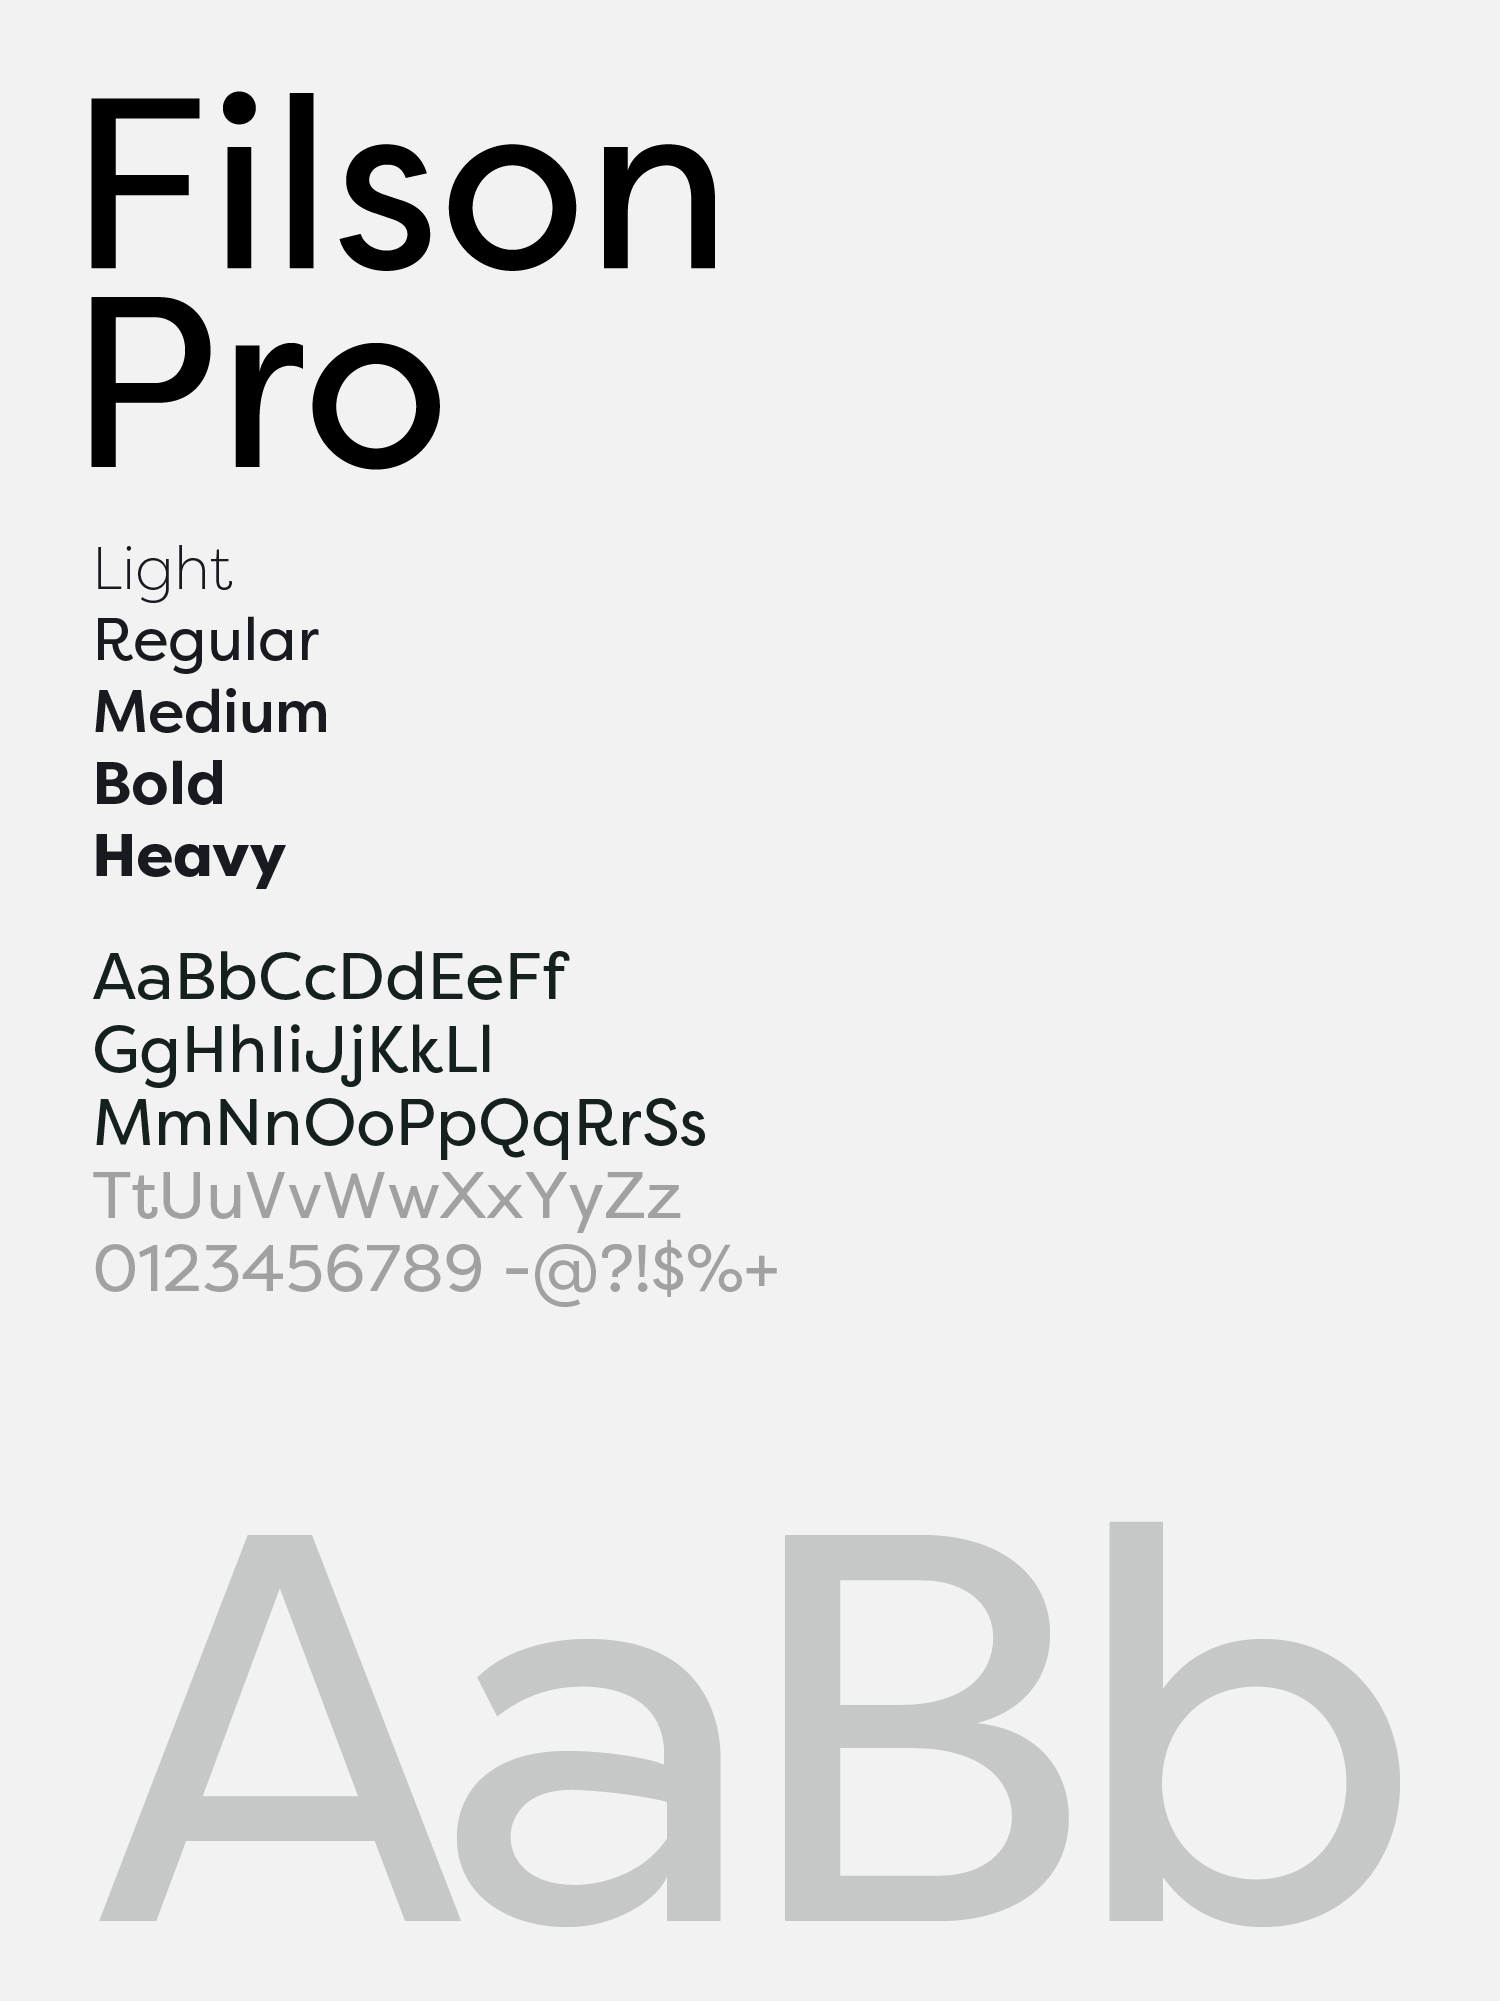 Filson
Pro
Light
Regular
Medium
Bold
Heavy
AaBbCcDdEeFf
GgHhIiJjKkLl
MmNnOoPpQqRrSs
TtUuVvWwXxYyZz
0123456789 -@?!$%+
AaBb